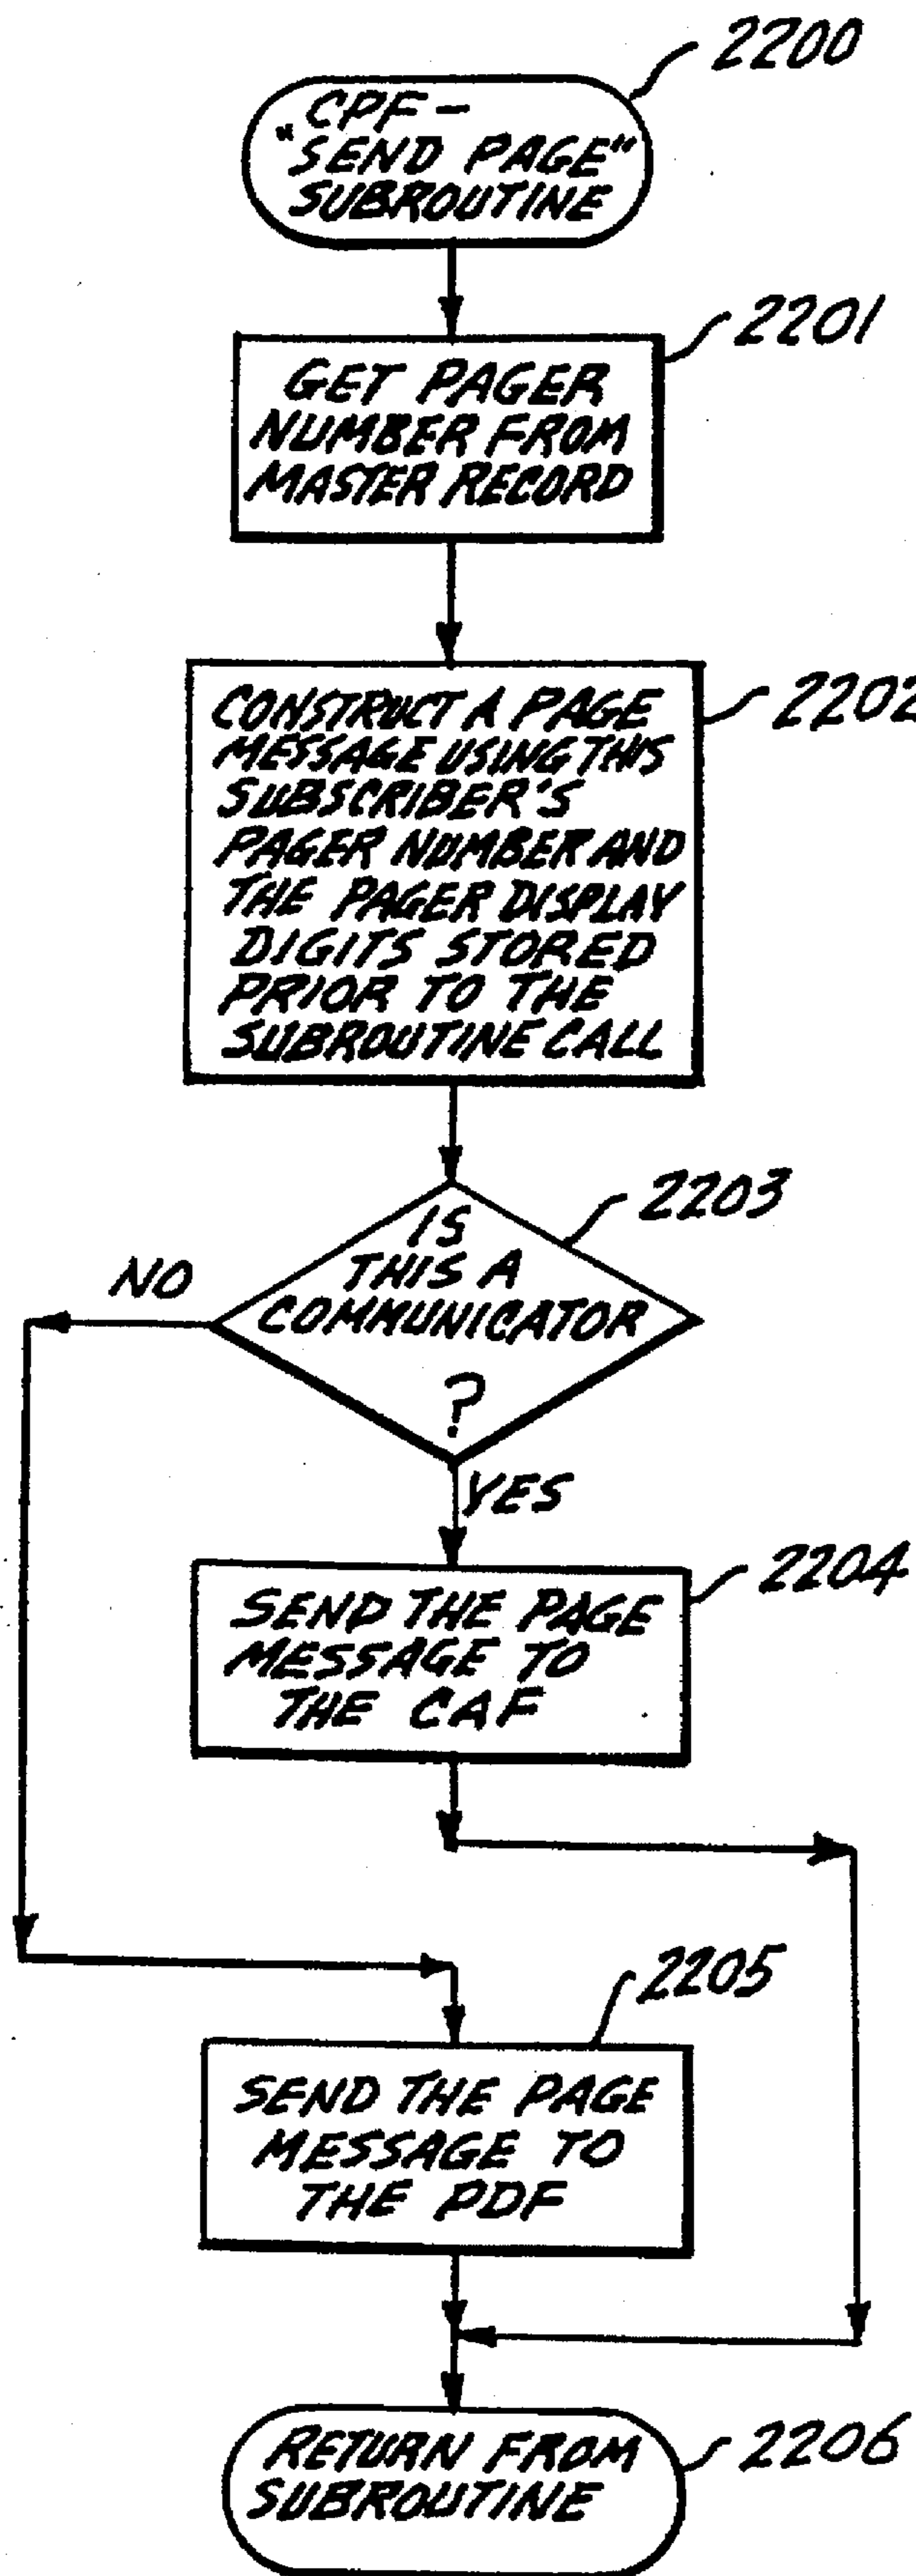 2200
CPF -
"SEND PAGE"
SUBROUTINE
2201
GET PAGER
NUMBER FROM
MASTER RECORD
2202
CONSTRUCT A PAGE
MESSAGE USING THIS
SUBSCRIBER'S
PAGER NUMBER AND
THE PAGER DISPLAY
DIGITS STORED
PRIOR TO THE
SUBROUTINE CALL
2203
IS
THIS A
COMMUNICATOR
?
NO
YES
2204
SEND THE PAGE
MESSAGE TO
THE CAF
2205
SEND THE PAGE
MESSAGE TO
THE PDF
2206
RETURN FROM
SUBROUTINE